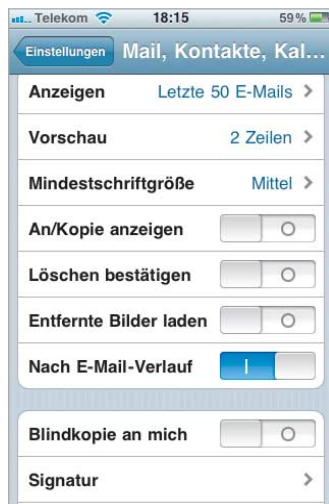 Telekom 18:15 59%
Einstellungen Mail, Kontakte, Kal...
Anzeigen Letzte 50 E-Mails
Vorschau 2 Zeilen
Mindestschriftgröße Mittel
An/Kopie anzeigen
Löschen bestätigen
Entfernte Bilder laden
Nach E-Mail-Verlauf
Blindkopie an mich
Signatur